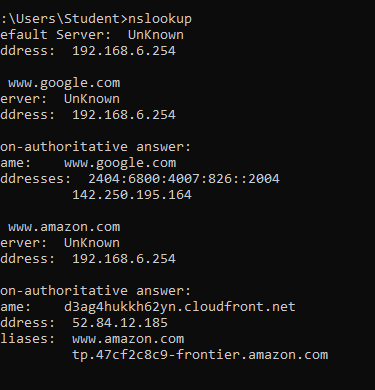 :\Users\Student>nslookup
efault Server:  UnKnown
ddress:  192.168.6.254
www.google.com
erver:  UnKnown
ddress:  192.168.6.254
on-authoritative answer:
ame:    www.google.com
ddresses:  2404:6800:4007:826::2004
142.250.195.164
www.amazon.com
erver:  UnKnown
ddress:  192.168.6.254
on-authoritative answer:
ame:    d3ag4hukkh62yn.cloudfront.net
ddress:  52.84.12.185
liases:  www.amazon.com
tp.47cf2c8c9-frontier.amazon.com